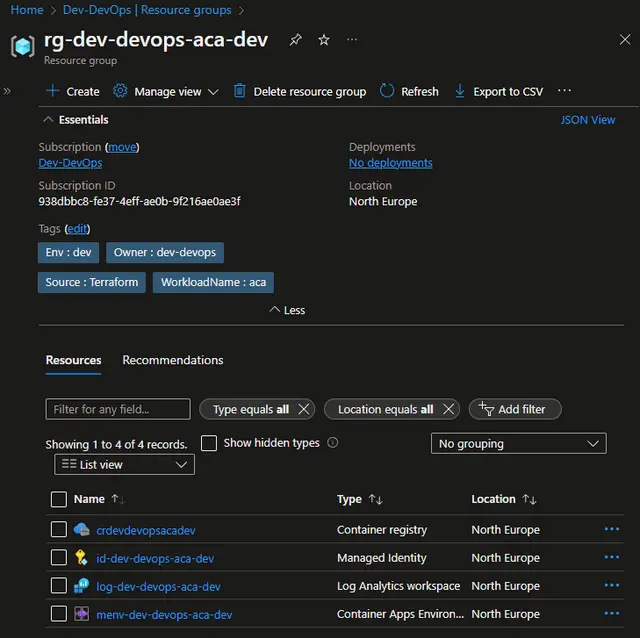 Home > Dev-DevOps | Resource groups >
rg-dev-devops-aca-dev
Resource group
Create Manage view Delete resource group Refresh Export to CSV
Essentials JSON View
Subscription (move)
Dev-DevOps
Deployments
No deployments
Subscription ID
938dbbc8-fe37-4eff-ae0b-9f216ae0ae3f
Location
North Europe
Tags (edit)
Env : dev Owner : dev-devops
Source : Terraform WorkloadName : aca
Less
Resources Recommendations
Filter for any field... Type equals all Location equals all Add filter
Showing 1 to 4 of 4 records. Show hidden types No grouping
List view
Name Type Location
crdevdevopsacadev Container registry North Europe
id-dev-devops-aca-dev Managed Identity North Europe
log-dev-devops-aca-dev Log Analytics workspace North Europe
menv-dev-devops-aca-dev Container Apps Environ... North Europe